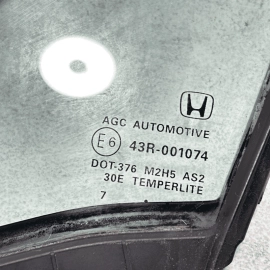 AGC AUTOMOTIVE
E6 43R-001074
DOT-376 M2H5 AS2
30E TEMPERLITE
7